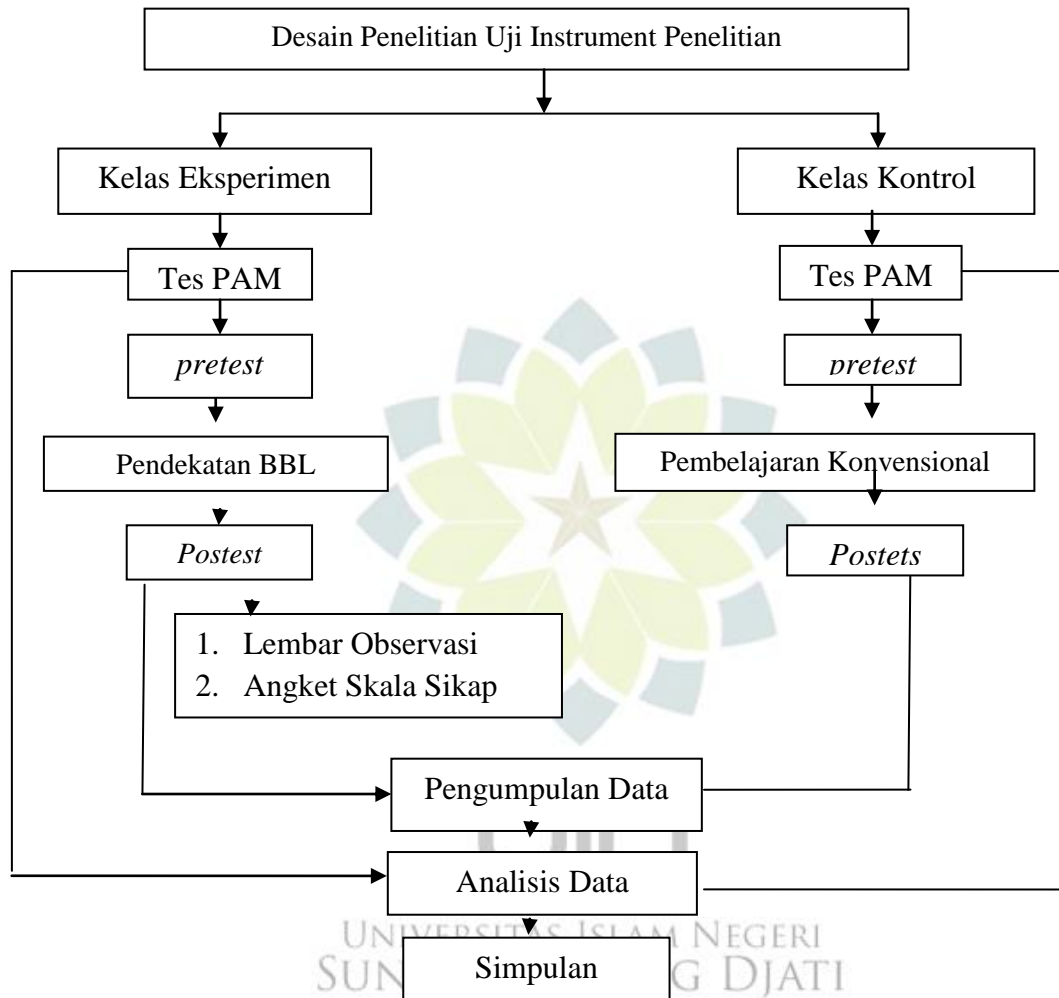 Desain Penelitian Uji Instrument Penelitian
Kelas Eksperimen
Kelas Kontrol
Tes PAM
Tes PAM
pretest
pretest
Pendekatan BBL
Pembelajaran Konvensional
Postest
Postets
1. Lembar Observasi
2. Angket Skala Sikap
Pengumpulan Data
Analisis Data
UNIVERSITAS ISLAM NEGERI
Simpulan
DJATI